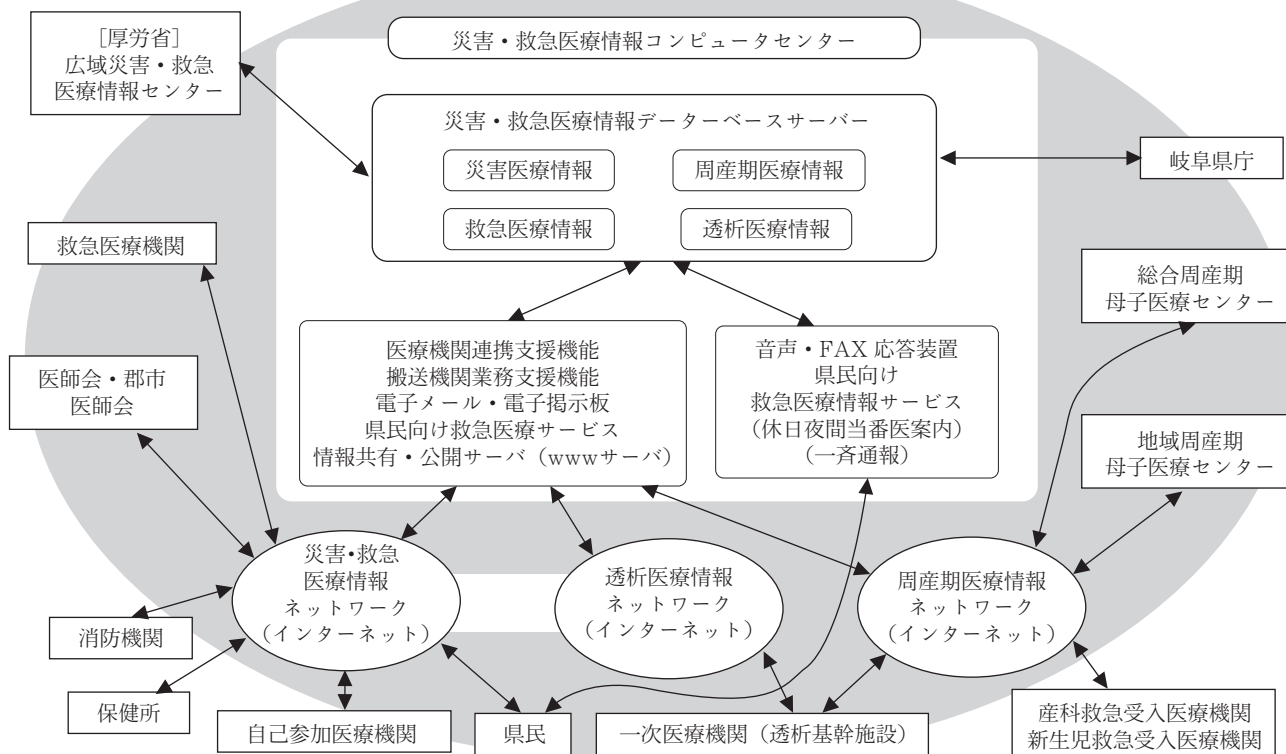 [厚労省]
広域災害・救急
医療情報センター
災害・救急医療情報コンピュータセンター
災害・救急医療情報データーベースサーバー
災害医療情報
周産期医療情報
救急医療情報
透析医療情報
岐阜県庁
救急医療機関
総合周産期
母子医療センター
医師会・郡市
医師会
医療機関連携支援機能
搬送機関業務支援機能
電子メール・電子掲示板
県民向け救急医療サービス
情報共有・公開サーバ（wwwサーバ）
音声・FAX 応答装置
県民向け
救急医療情報サービス
（休日夜間当番医案内）
（一斉通報）
地域周産期
母子医療センター
災害・救急
医療情報
ネットワーク
（インターネット）
透析医療情報
ネットワーク
（インターネット）
周産期医療情報
ネットワーク
（インターネット）
消防機関
保健所
自己参加医療機関
県民
一次医療機関（透析基幹施設）
産科救急受入医療機関
新生児救急受入医療機関